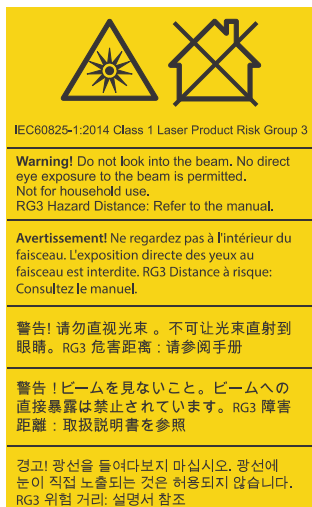 IEC60825-1:2014 Class 1 Laser Product Risk Group 3
Warning! Do not look into the beam. No direct
eye exposure to the beam is permitted.
Not for household use.
RG3 Hazard Distance: Refer to the manual.
Avertissement! Ne regardez pas à l'intérieur du
faisceau. L'exposition directe des yeux au
faisceau est interdite. RG3 Distance à risque:
Consultez le manuel.
警告! 请勿直视光束 。不可让光束直射到
眼睛。RG3 危害距离 : 请参阅手册
警告 ! ビームを見ないこと。ビームへの
直接暴露は禁止されています。RG3 障害
距離 : 取扱説明書を参照
경고! 광선을 들여다보지 마십시오. 광선에
눈이 직접 노출되는 것은 허용되지 않습니다.
RG3 위험 거리: 설명서 참조